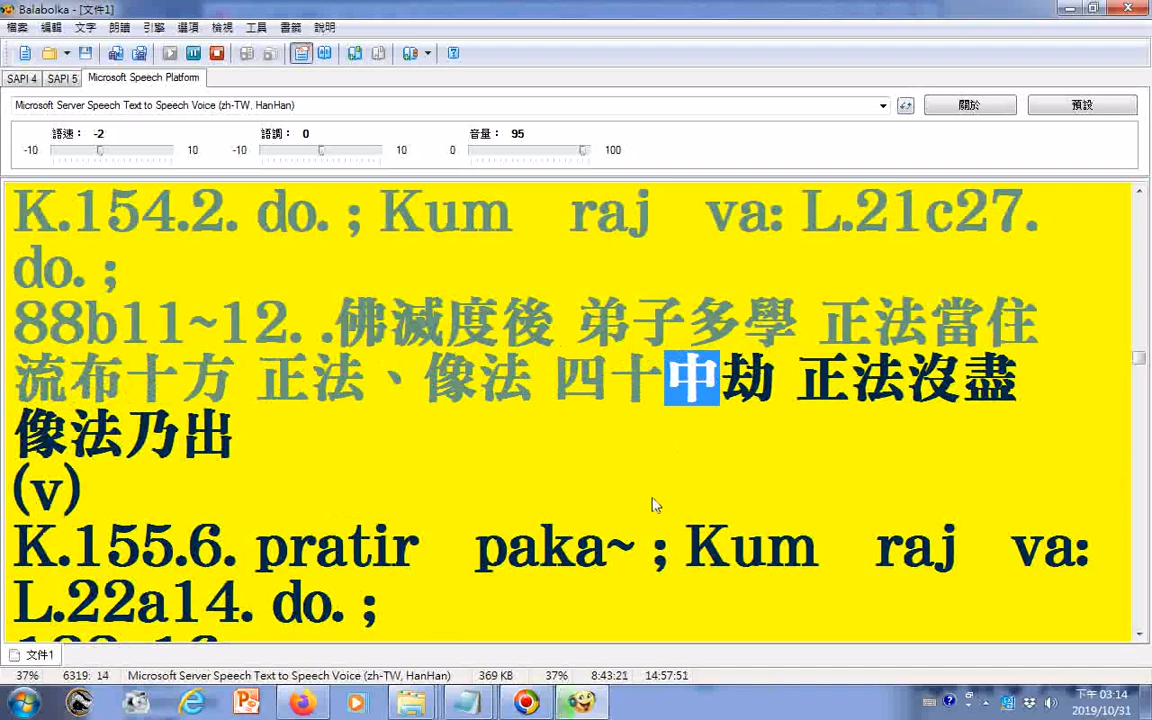 Balabolka - [文件1]
檔案 編輯 文字 朗讀 引擎 選項 檢視 工具 書籤 說明
SAPI 4 SAPI 5 Microsoft Speech Platform
Microsoft Server Speech Text to Speech Voice (zh-TW, HanHan) 關於 預設
語速： -2 語調： 0 音量： 95
-10 10 -10 10 0 100
K.154.2. do. ; Kum raj va: L.21c27.
do. ;
88b11~12. .佛滅度後 弟子多學 正法當住
流布十方 正法、像法 四十中劫 正法沒盡
像法乃出
(v)
K.155.6. pratir paka~ ; Kum raj va:
L.22a14. do. ;
文件1
37% 6319: 14 Microsoft Server Speech Text to Speech Voice (zh-TW, HanHan) 369 KB 37% 8:43:21 14:57:51
下午 03:14
2019/10/31